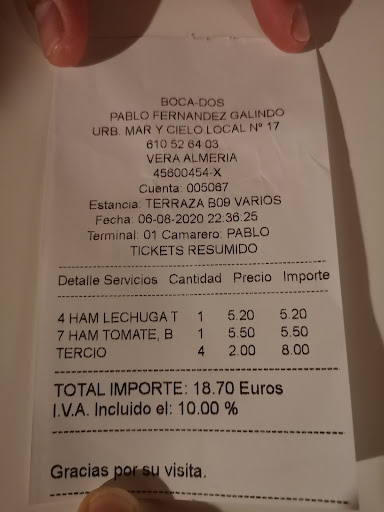 BOCA-DOS
PABLO FERNANDEZ GALINDO
URB. MAR Y CIELO LOCAL Nº 17
610 52 64 03
VERA ALMERIA
45600454-X
Cuenta: 005067
Estancia: TERRAZA B09 VARIOS
Fecha: 06-08-2020 22:36.25
Terminal: 01 Camarero: PABLO
TICKETS RESUMIDO
Detalle Servicios Cantidad Precio Importe
4 HAM LECHUGA T 1 5.20 5.20
7 HAM TOMATE, B 1 5.50 5.50
TERCIO 4 2.00 8.00
TOTAL IMPORTE: 18.70 Euros
I.V.A. Incluido el: 10.00 %
Gracias por su visita.